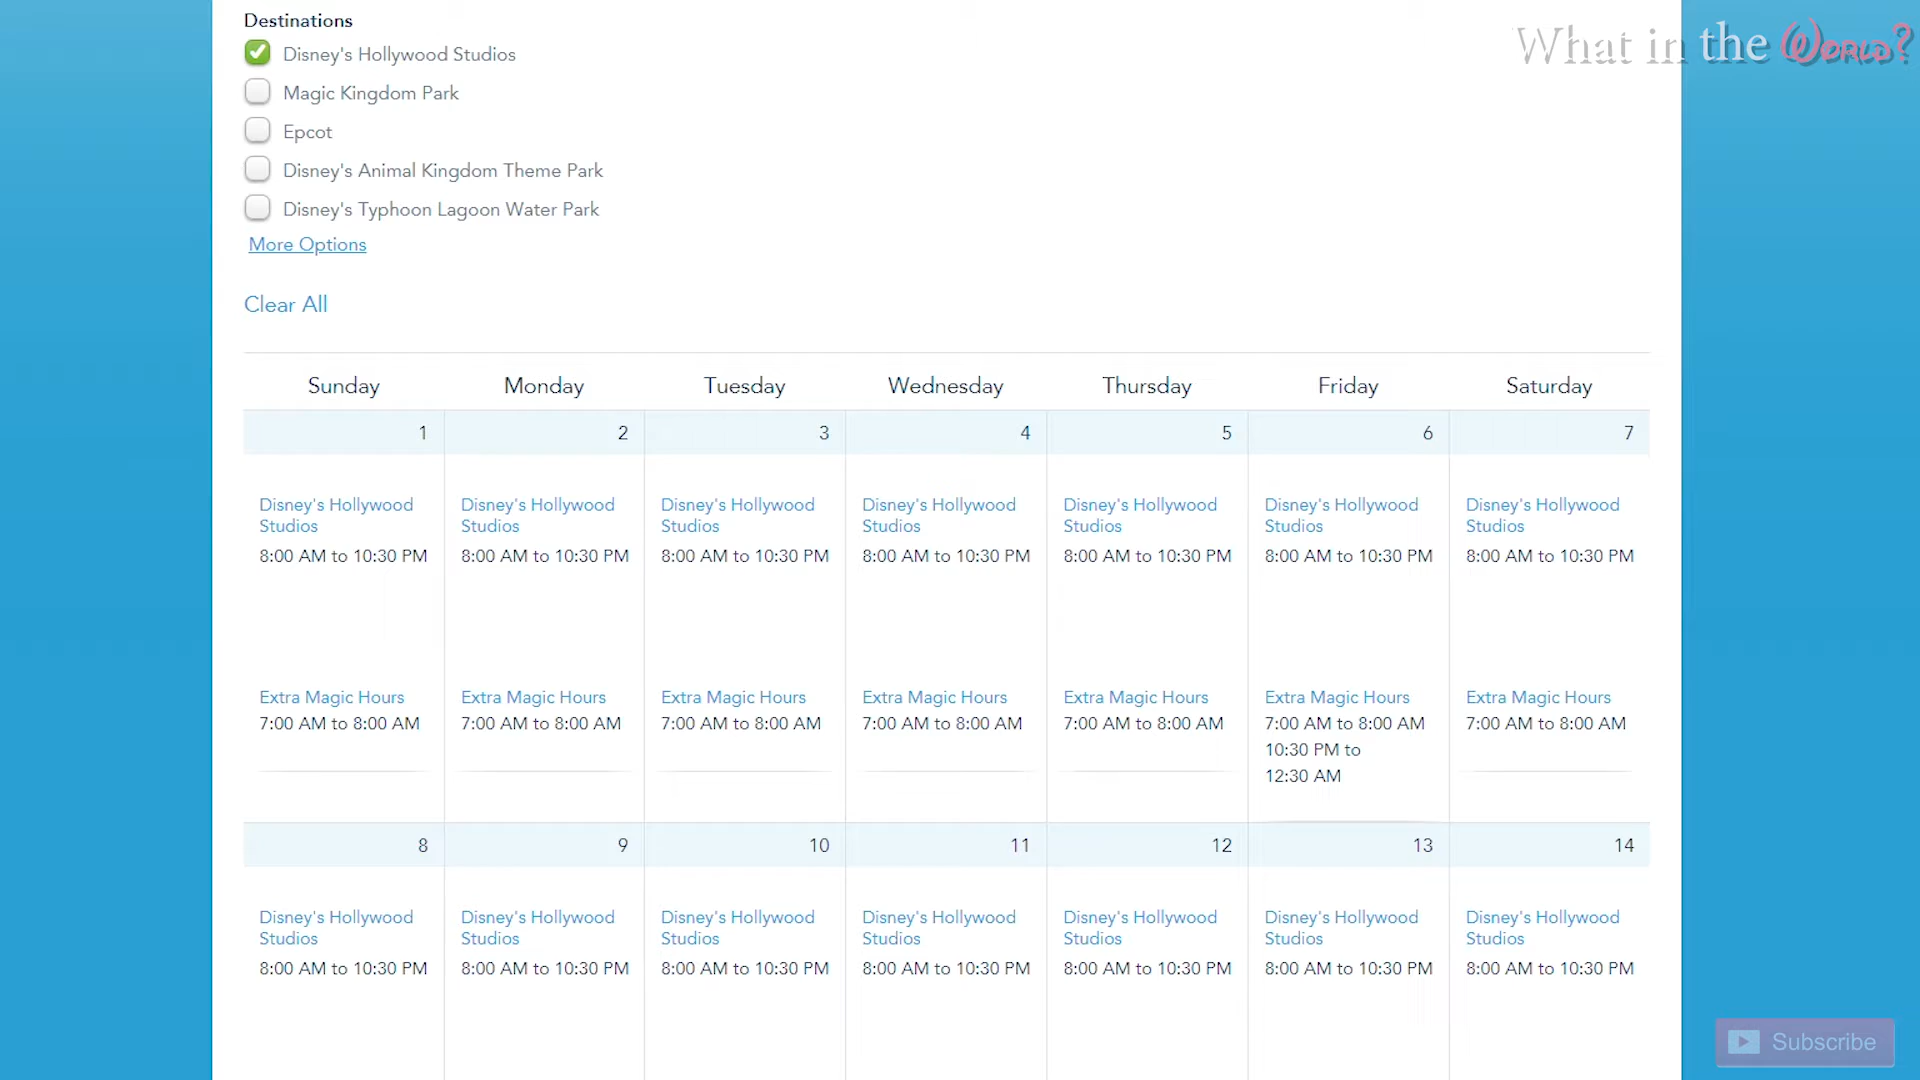 Destinations
What in the World?
Disney's Hollywood Studios
Magic Kingdom Park
Epcot
Disney's Animal Kingdom Theme Park
Disney's Typhoon Lagoon Water Park
More Options
Clear All
Sunday Monday Tuesday Wednesday Thursday Friday Saturday
1 2 3 4 5 6 7
Disney's Hollywood Disney's Hollywood Disney's Hollywood Disney's Hollywood Disney's Hollywood Disney's Hollywood Disney's Hollywood
Studios Studios Studios Studios Studios Studios Studios
8:00 AM to 10:30 PM 8:00 AM to 10:30 PM 8:00 AM to 10:30 PM 8:00 AM to 10:30 PM 8:00 AM to 10:30 PM 8:00 AM to 10:30 PM 8:00 AM to 10:30 PM
Extra Magic Hours Extra Magic Hours Extra Magic Hours Extra Magic Hours Extra Magic Hours Extra Magic Hours Extra Magic Hours
7:00 AM to 8:00 AM 7:00 AM to 8:00 AM 7:00 AM to 8:00 AM 7:00 AM to 8:00 AM 7:00 AM to 8:00 AM 7:00 AM to 8:00 AM 7:00 AM to 8:00 AM
10:30 PM to
12:30 AM
8 9 10 11 12 13 14
Disney's Hollywood Disney's Hollywood Disney's Hollywood Disney's Hollywood Disney's Hollywood Disney's Hollywood Disney's Hollywood
Studios Studios Studios Studios Studios Studios Studios
8:00 AM to 10:30 PM 8:00 AM to 10:30 PM 8:00 AM to 10:30 PM 8:00 AM to 10:30 PM 8:00 AM to 10:30 PM 8:00 AM to 10:30 PM 8:00 AM to 10:30 PM
Subscribe